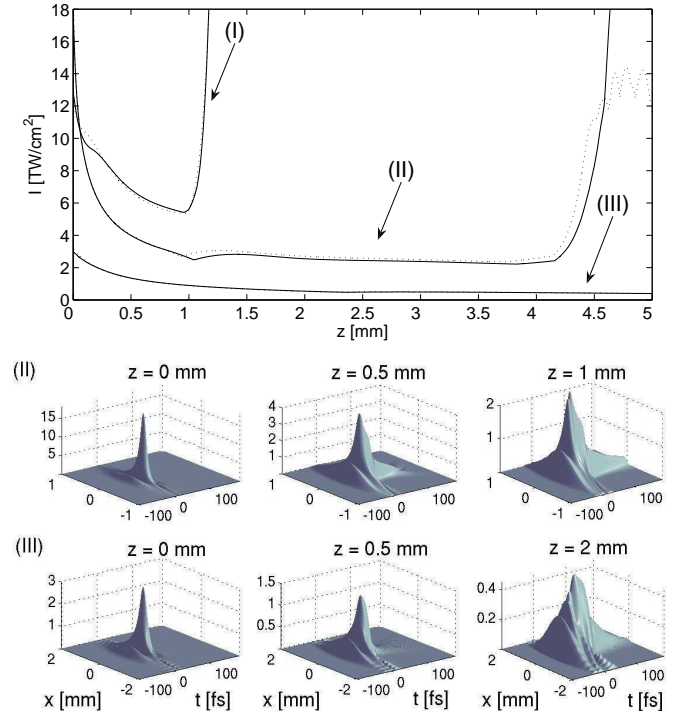 18
16
14
12
10
8
6
4
2
0
I [TW/cm²]
(I)
(II)
(III)
0 0.5 1 1.5 2 2.5 3 3.5 4 4.5 5
z [mm]
(II)
z = 0 mm z = 0.5 mm z = 1 mm
15
10
5
1 0 -1 -100 0 100
4
3
2
1
1 0 -1 -100 0 100
2
1
1 0 -1 -100 0 100
(III)
z = 0 mm z = 0.5 mm z = 2 mm
3
2
1
2 0 -2 -100 0 100
1.5
1
0.5
2 0 -2 -100 0 100
0.4
0.2
2 0 -2 -100 0 100
x [mm] t [fs] x [mm] t [fs] x [mm] t [fs]